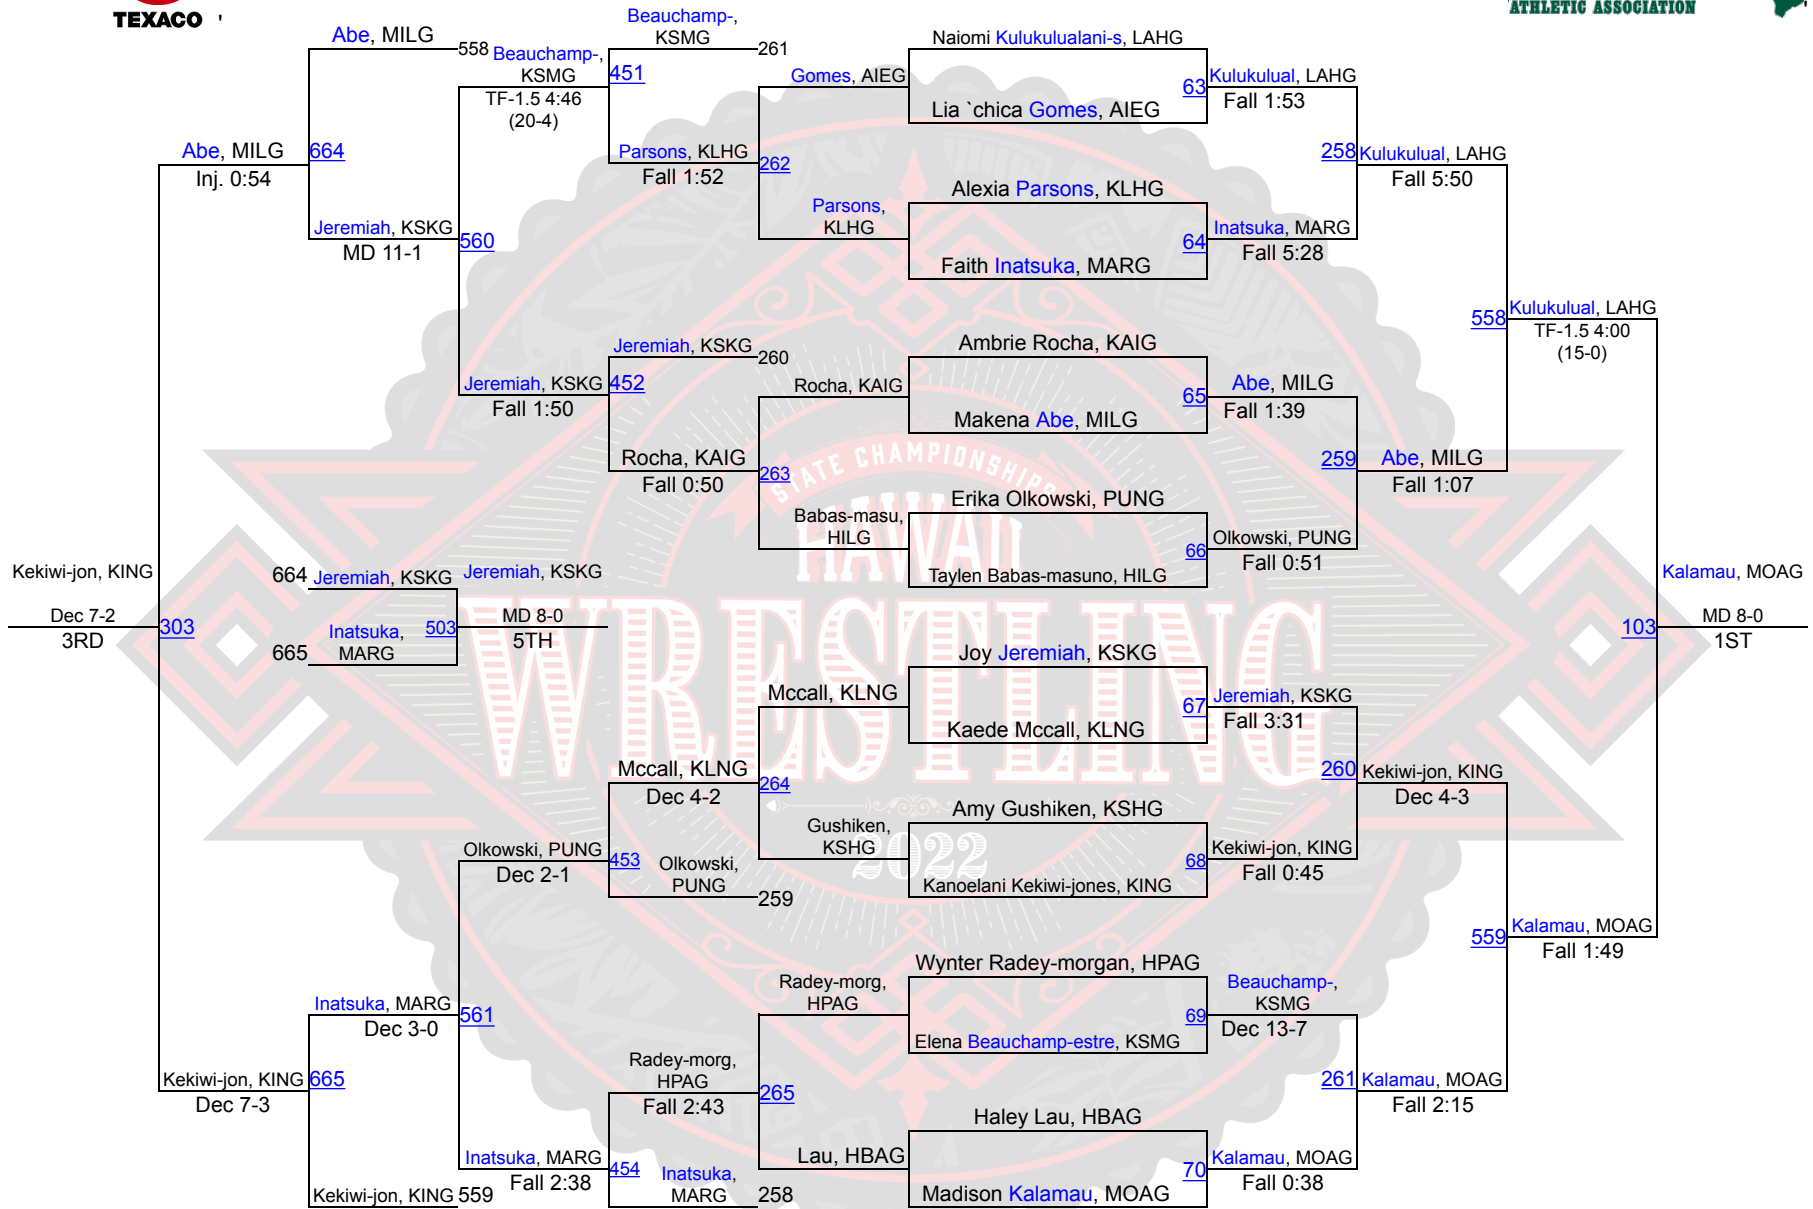 TEXACO
ATHLETIC ASSOCIATION
Abe, MILG
558
Beauchamp-,
KSMG
TF-1.5 4:46
(20-4)
Beauchamp-,
KSMG
261
451
Gomes, AIEG
Naiomi Kulukulualani-s, LAHG
63
Kulukulual, LAHG
Fall 1:53
Lia `chica Gomes, AIEG
Abe, MILG
664
Inj. 0:54
Parsons, KLHG
262
Fall 1:52
258
Kulukulual, LAHG
Fall 5:50
Alexia Parsons, KLHG
Parsons,
KLHG
Jeremiah, KSKG
560
MD 11-1
64
Inatsuka, MARG
Fall 5:28
Faith Inatsuka, MARG
558
Kulukulual, LAHG
TF-1.5 4:00
(15-0)
Jeremiah, KSKG
260
Ambrie Rocha, KAIG
Jeremiah, KSKG
452
Fall 1:50
Rocha, KAIG
65
Abe, MILG
Fall 1:39
Makena Abe, MILG
STATE CHAMPIONSHIPS
Rocha, KAIG
263
Fall 0:50
259
Abe, MILG
Fall 1:07
Erika Olkowski, PUNG
Babas-masu,
HILG
HAWAII
66
Olkowski, PUNG
Fall 0:51
Taylen Babas-masuno, HILG
Kekiwi-jon, KING
Dec 7-2
3RD
303
664
Jeremiah, KSKG
Jeremiah, KSKG
665
Inatsuka,
MARG
503
MD 8-0
5TH
WRESTLING
103
Kalamau, MOAG
MD 8-0
1ST
Joy Jeremiah, KSKG
Mccall, KLNG
67
Jeremiah, KSKG
Fall 3:31
Kaede Mccall, KLNG
Mccall, KLNG
264
Dec 4-2
260
Kekiwi-jon, KING
Dec 4-3
Amy Gushiken, KSHG
Gushiken,
KSHG
2022
Olkowski, PUNG
453
Dec 2-1
Olkowski,
PUNG
259
68
Kekiwi-jon, KING
Fall 0:45
Kanoelani Kekiwi-jones, KING
559
Kalamau, MOAG
Fall 1:49
Wynter Radey-morgan, HPAG
Radey-morg,
HPAG
69
Beauchamp-,
KSMG
Dec 13-7
Elena Beauchamp-estre, KSMG
Inatsuka, MARG
561
Dec 3-0
Radey-morg,
HPAG
265
Fall 2:43
Kekiwi-jon, KING
665
Dec 7-3
261
Kalamau, MOAG
Fall 2:15
Haley Lau, HBAG
Lau, HBAG
70
Kalamau, MOAG
Fall 0:38
Madison Kalamau, MOAG
Inatsuka, MARG
454
Fall 2:38
Inatsuka,
MARG
258
Kekiwi-jon, KING
559